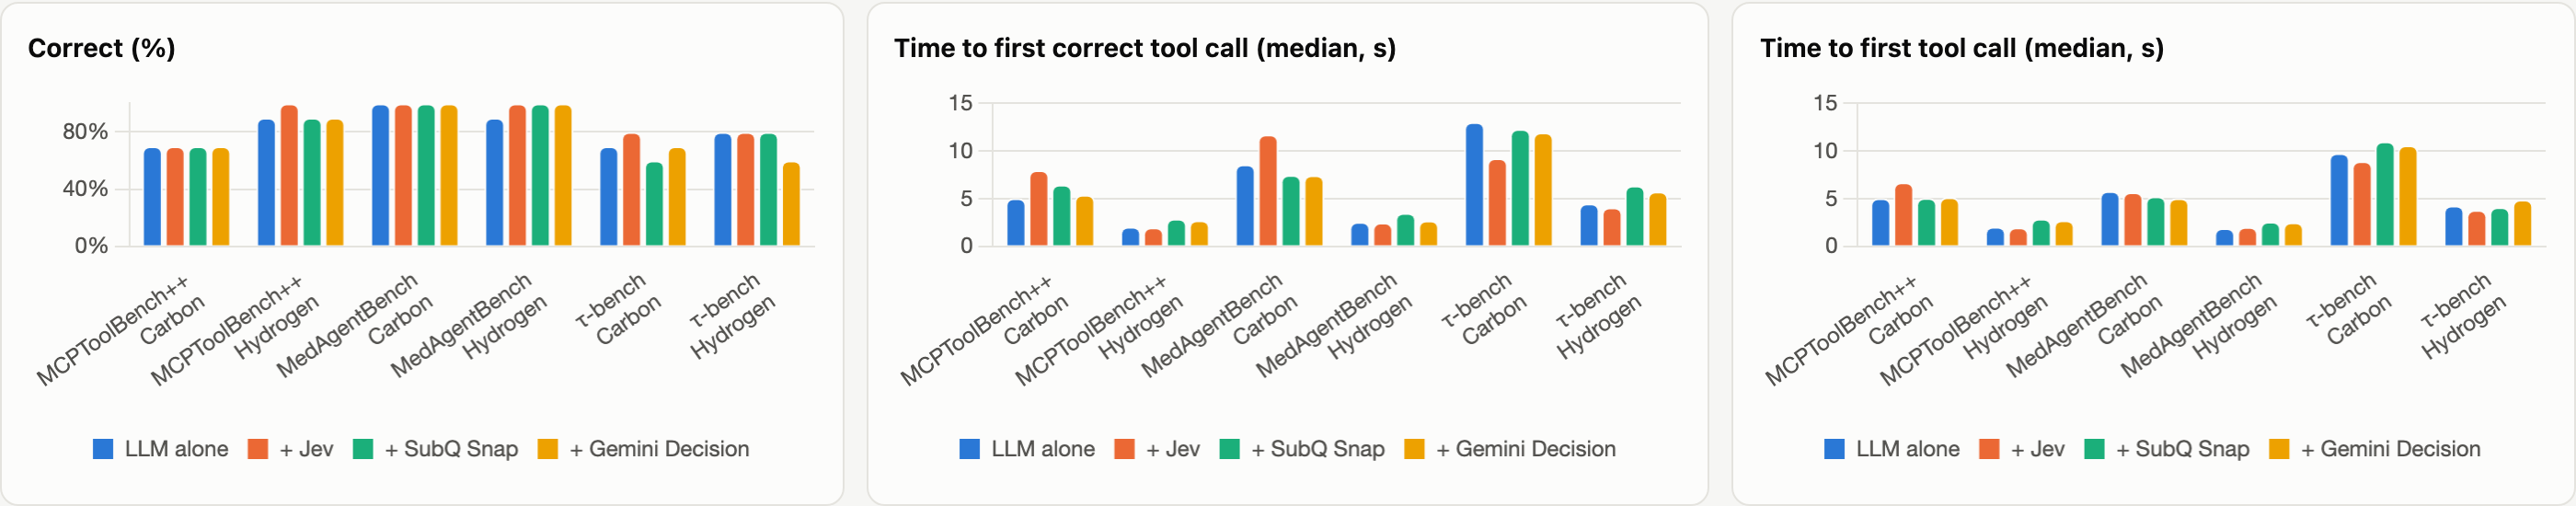 Correct (%)
80%
40%
0%
MCPToolBench++
Carbon
MCPToolBench++
Hydrogen
MedAgentBench
Carbon
MedAgentBench
Hydrogen
τ-bench
Carbon
τ-bench
Hydrogen
LLM alone + Jev + SubQ Snap + Gemini Decision
Time to first correct tool call (median, s)
15
10
5
0
MCPToolBench++
Carbon
MCPToolBench++
Hydrogen
MedAgentBench
Carbon
MedAgentBench
Hydrogen
τ-bench
Carbon
τ-bench
Hydrogen
LLM alone + Jev + SubQ Snap + Gemini Decision
Time to first tool call (median, s)
15
10
5
0
MCPToolBench++
Carbon
MCPToolBench++
Hydrogen
MedAgentBench
Carbon
MedAgentBench
Hydrogen
τ-bench
Carbon
τ-bench
Hydrogen
LLM alone + Jev + SubQ Snap + Gemini Decision